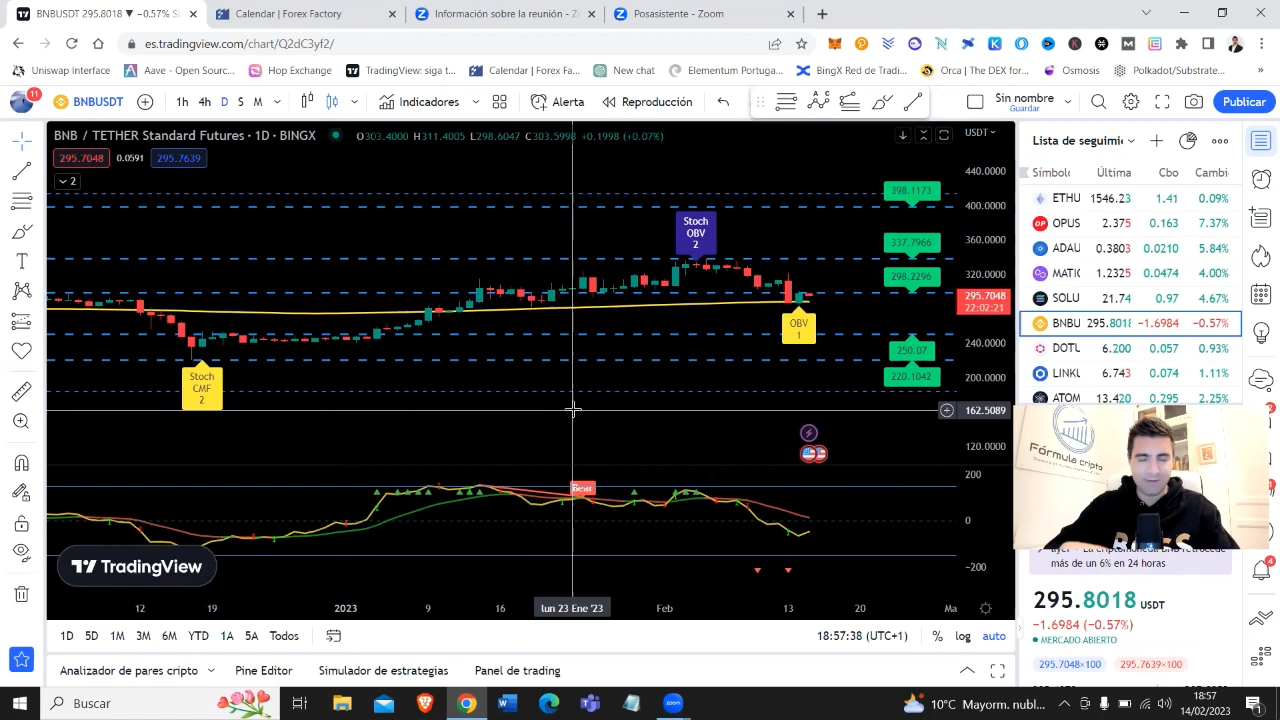 BNBUSDT 295.8018 ▼ −0.57% S
Calendar | Forex Factory
Información sobre la reunión - Z
Posasistente - Zoom
es.tradingview.com/chart/Q2dC3yf2/
Uniswap Interface
Aave - Open Sourc...
Hop Exchange
TradingView: siga t...
Calendar | Forex Fa...
New chat
Elementum Portuga...
BingX Red de Tradi...
Orca | The DEX for...
Osmosis
Polkadot/Substrate...
11
BNBUSDT
1h 4h D S M
Indicadores
Alerta
Reproducción
Sin nombre
Guardar
Publicar
BNB / TETHER Standard Futures · 1D · BINGX
O303.4000 H311.4005 L298.6047 C303.5998 +0.1998 (+0.07%)
USDT
295.7048 0.0591 295.7639
2
440.0000
400.0000
360.0000
320.0000
295.7048
22:02:21
240.0000
200.0000
162.5089
120.0000
200
0
−200
398.1173
337.7966
298.2296
250.07
220.1042
Stoch
OBV
2
OBV
1
Stoch
CMF
2
Bear
TradingView
12 19 2023 9 16 lun 23 Ene '23 Feb 13 20 Ma
1D 5D 1M 3M 6M YTD 1A 5A Todos
18:57:38 (UTC+1) % log auto
Analizador de pares cripto
Pine Editor
Simulador de estrategias
Panel de trading
Lista de seguimie
Símbolo Última Cbo Cambi
ETHU 1546.23 1.41 0.09%
OPUS 2.375 0.163 7.37%
ADAU 0.3803 0.0210 5.84%
MATIC 1.2325 0.0474 4.00%
SOLU 21.74 0.97 4.67%
BNBU 295.8018 −1.6984 −0.57%
DOTU 6.200 0.057 0.93%
LINKU 6.743 0.074 1.11%
ATOM 13.420 0.295 2.25%
Fórmula cripto
ayer • La criptomoneda BNB retrocede
más de un 6% en 24 horas
295.8018 USDT
−1.6984 (−0.57%)
MERCADO ABIERTO
295.7048×100 295.7639×100
Buscar
10°C Mayorm. nubl...
18:57
14/02/2023